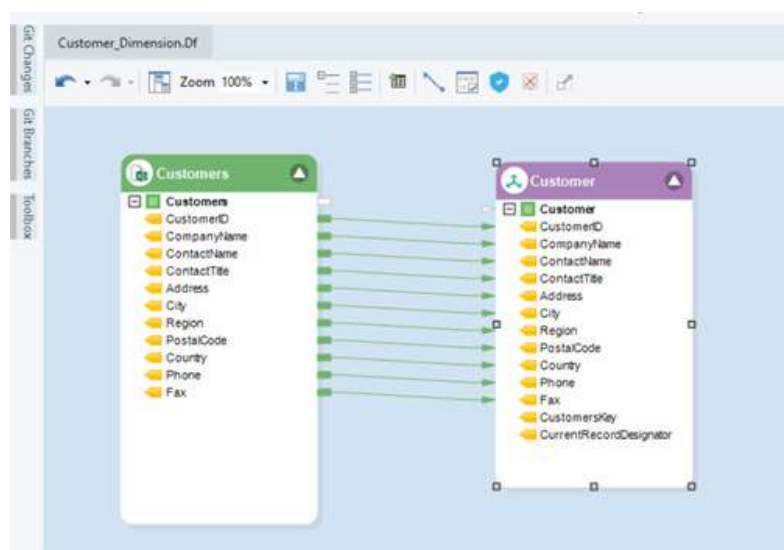 Git Changes
Git Branches
Toolbox
Customer_Dimension.Df
Zoom 100%
Customers
Customers
CustomerID
CompanyName
ContactName
ContactTitle
Address
City
Region
PostalCode
Country
Phone
Fax
Customer
Customer
CustomerID
CompanyName
ContactName
ContactTitle
Address
City
Region
PostalCode
Country
Phone
Fax
CustomersKey
CurrentRecordDesignator